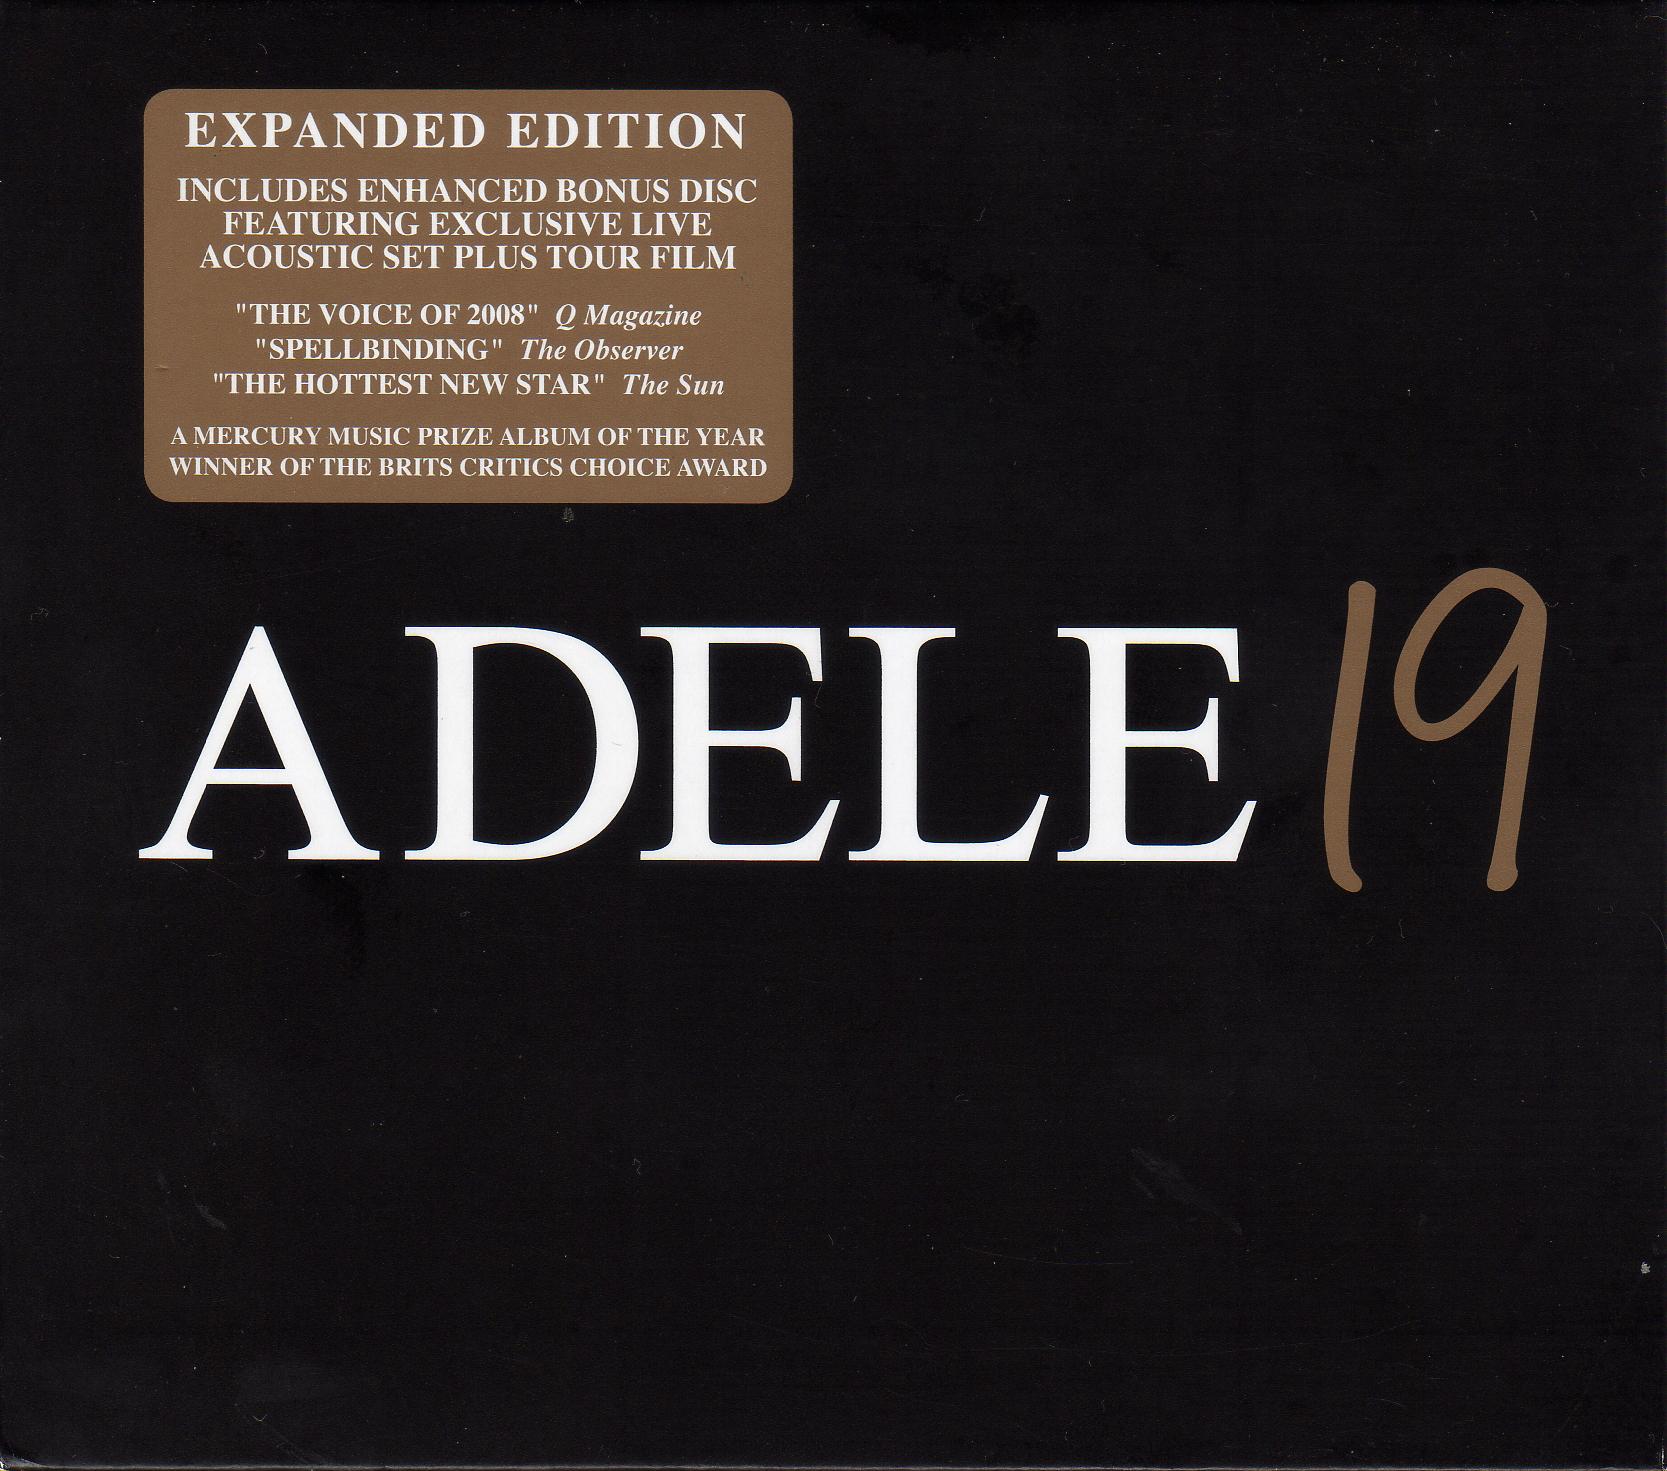 EXPANDED EDITION
INCLUDES ENHANCED BONUS DISC
FEATURING EXCLUSIVE LIVE
ACOUSTIC SET PLUS TOUR FILM
"THE VOICE OF 2008" Q Magazine
"SPELLBINDING" The Observer
"THE HOTTEST NEW STAR" The Sun
A MERCURY MUSIC PRIZE ALBUM OF THE YEAR
WINNER OF THE BRITS CRITICS CHOICE AWARD
ADELE 19